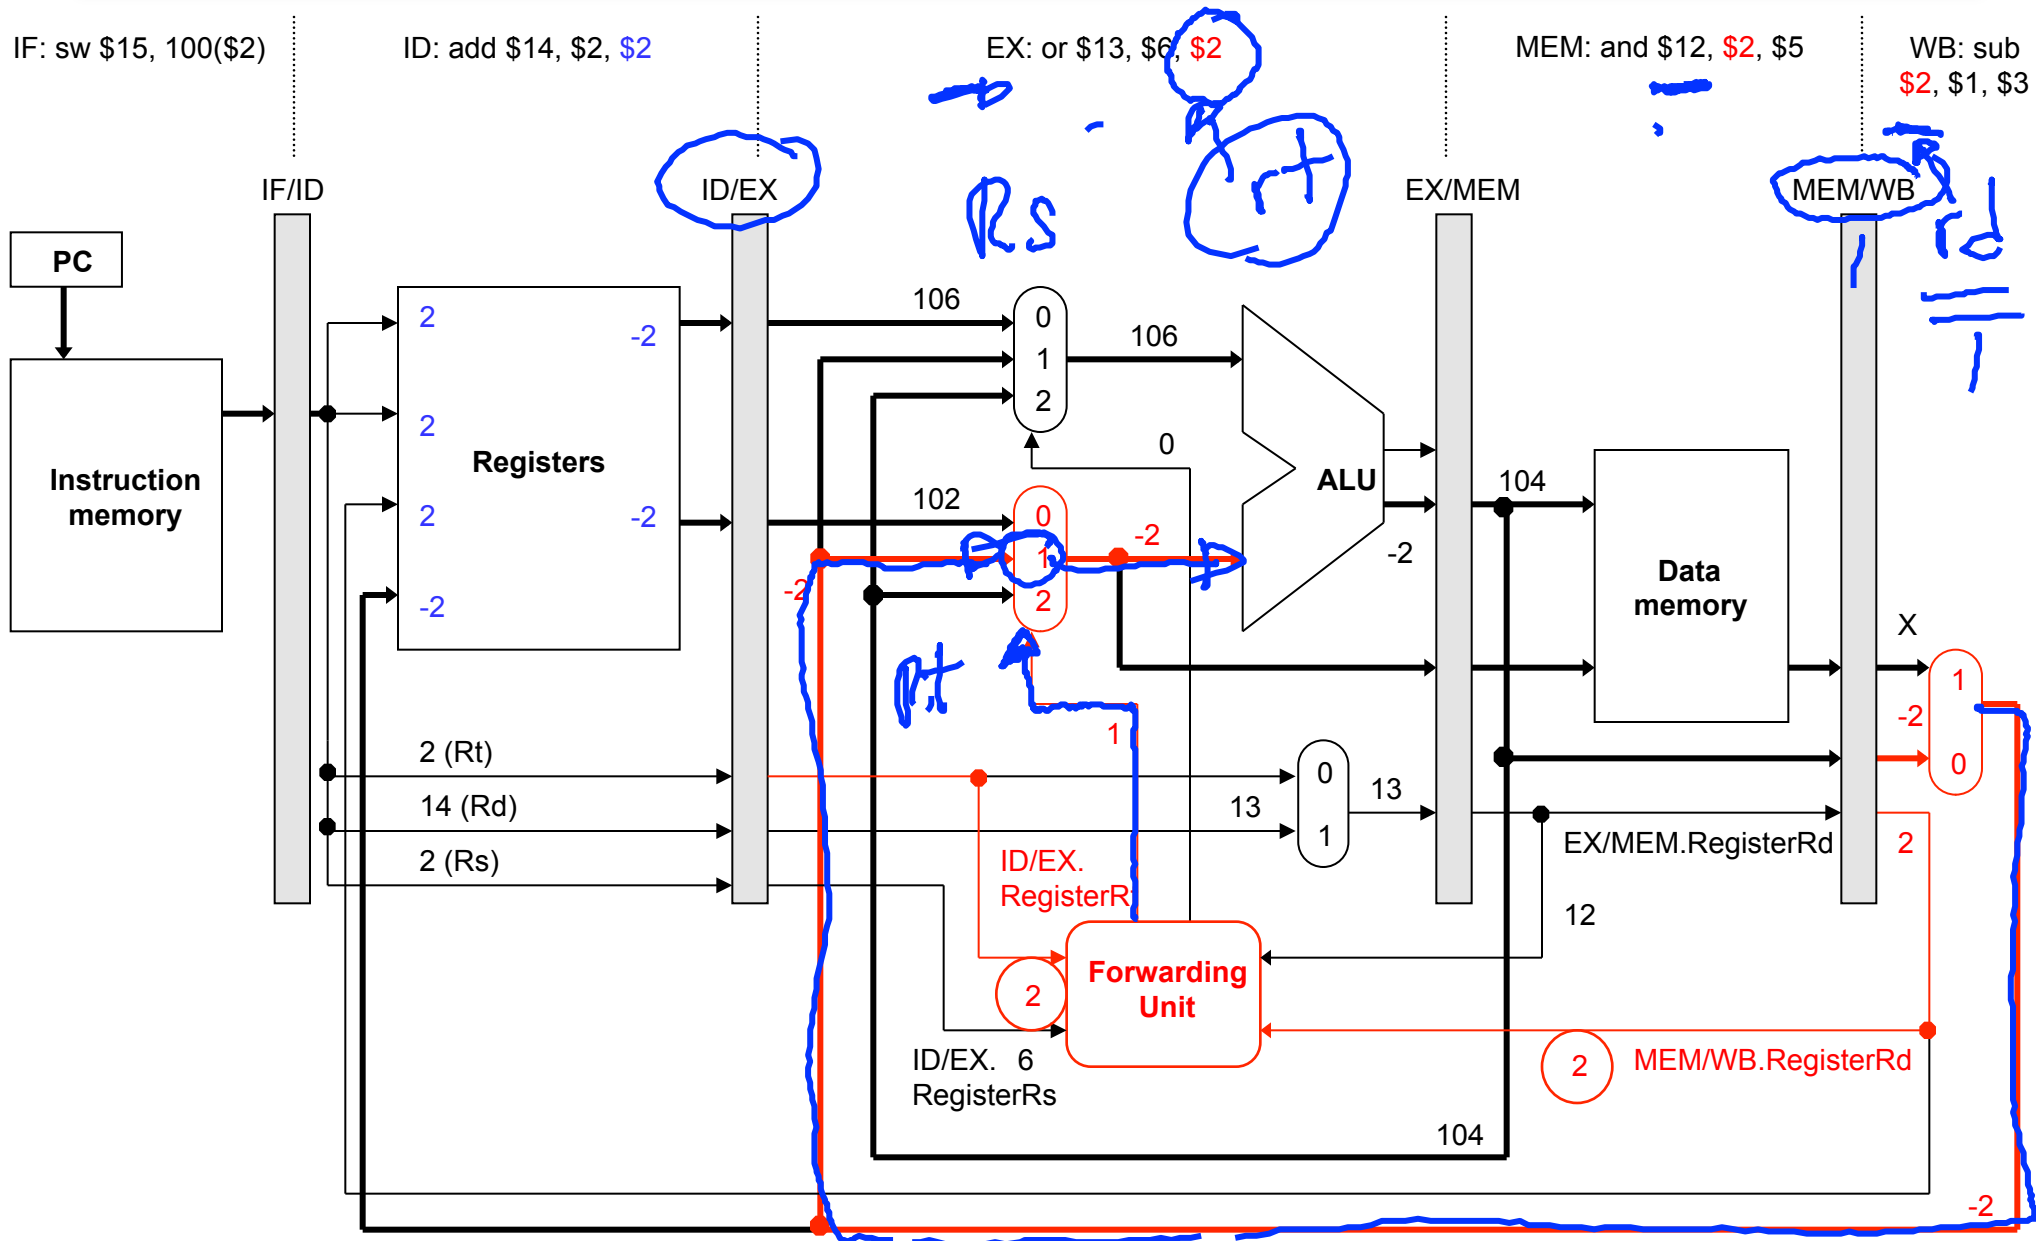 IF: sw $15, 100($2)
ID: add $14, $2, $2
EX: or $13, $6, $2
MEM: and $12, $2, $5
WB: sub
$2, $1, $3
IF/ID
ID/EX
EX/MEM
MEM/WB
Rs
rt
rd
PC
Instruction
memory
2
2
2
-2
-2
-2
Registers
106
102
0
1
2
106
0
0
1
2
-2
-2
Rt
1
ALU
-2
104
Data
memory
X
1
-2
0
2 (Rt)
14 (Rd)
2 (Rs)
13
0
1
13
EX/MEM.RegisterRd
2
12
ID/EX.
RegisterR
2
Forwarding
Unit
ID/EX. 6
RegisterRs
2
MEM/WB.RegisterRd
104
-2